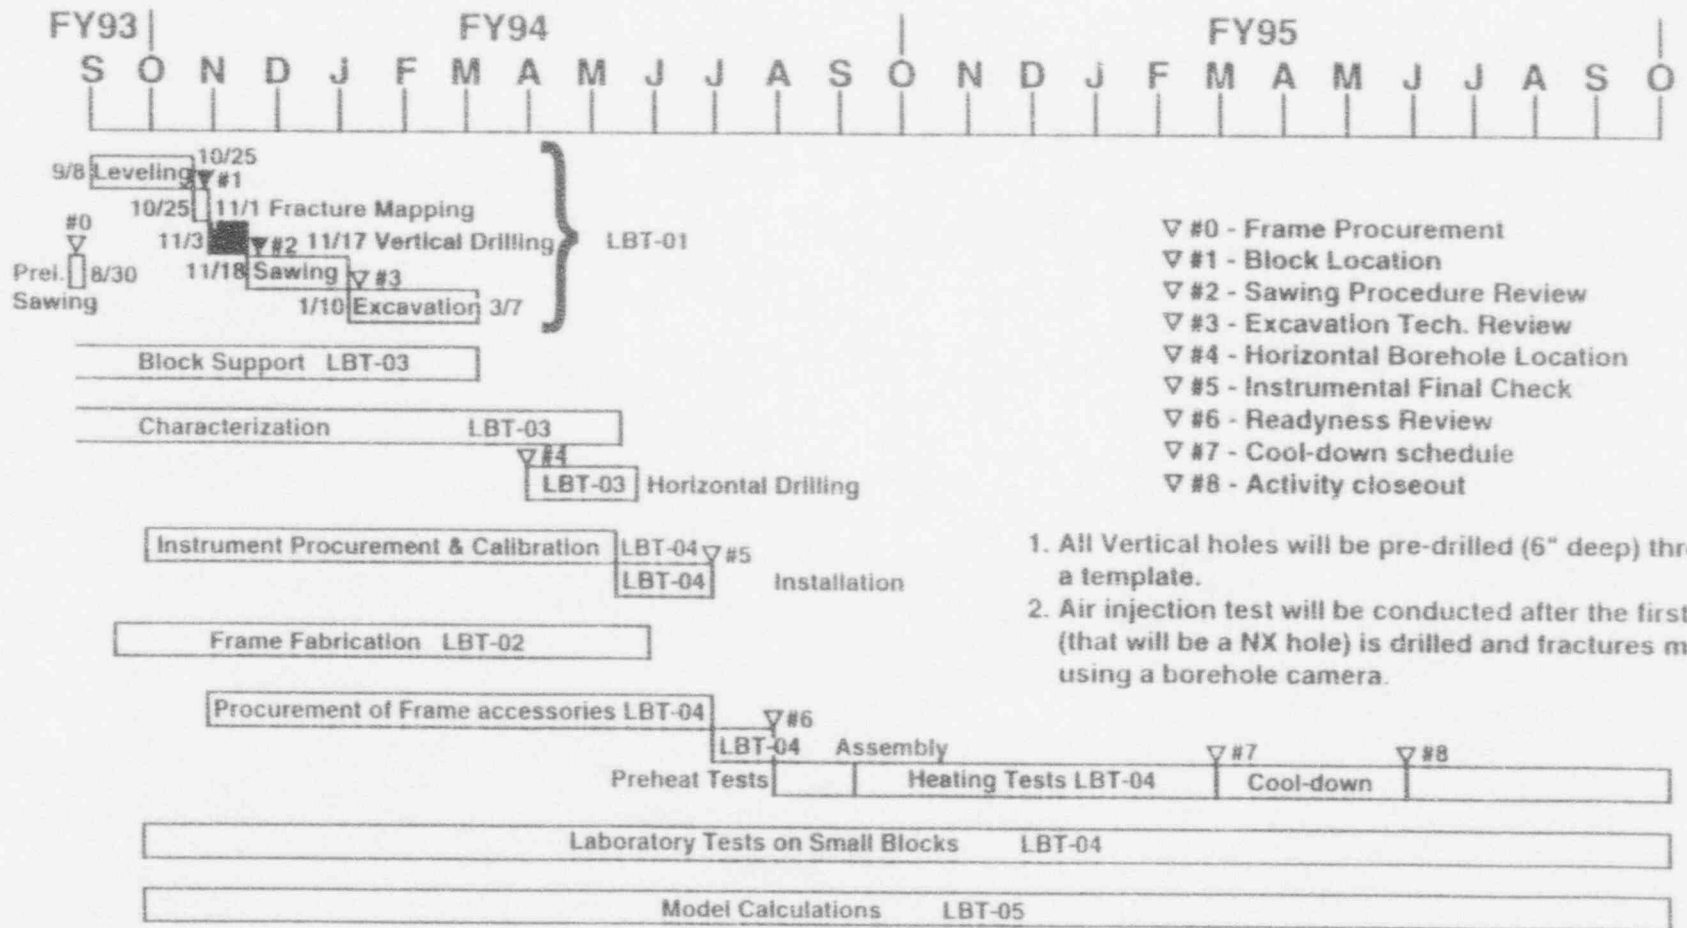 FY93 FY94 FY95
S O N D J F M A M J J A S O N D J F M A M J J A S O
10/25
9/8 Leveling #1
10/25 11/1 Fracture Mapping
#0
11/3 #2 11/17 Vertical Drilling LBT-01
Prel. 8/30 11/18 Sawing #3
Sawing 1/10 Excavation 3/7
▽ #0 - Frame Procurement
▽ #1 - Block Location
▽ #2 - Sawing Procedure Review
▽ #3 - Excavation Tech. Review
▽ #4 - Horizontal Borehole Location
▽ #5 - Instrumental Final Check
▽ #6 - Readyness Review
▽ #7 - Cool-down schedule
▽ #8 - Activity closeout
Block Support LBT-03
Characterization LBT-03
#4
LBT-03 Horizontal Drilling
Instrument Procurement & Calibration LBT-04 #5
LBT-04 Installation
1. All Vertical holes will be pre-drilled (6" deep) thr
a template.
2. Air injection test will be conducted after the first
(that will be a NX hole) is drilled and fractures m
using a borehole camera.
Frame Fabrication LBT-02
Procurement of Frame accessories LBT-04 #6
LBT-04 Assembly #7 #8
Preheat Tests Heating Tests LBT-04 Cool-down
Laboratory Tests on Small Blocks LBT-04
Model Calculations LBT-05